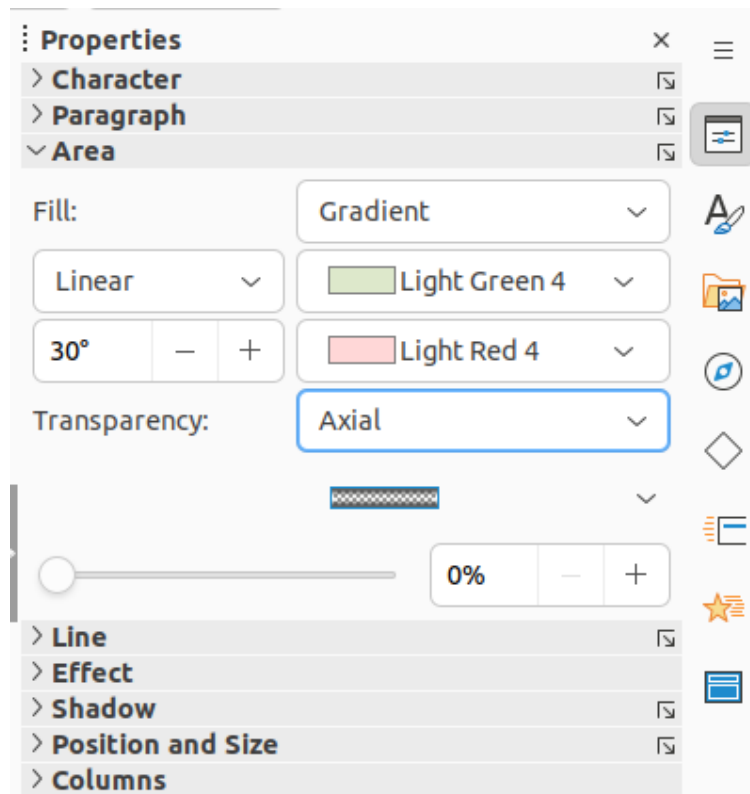 Properties
Character
Paragraph
Area
Fill: Gradient
Linear Light Green 4
30° Light Red 4
Transparency: Axial
0%
Line
Effect
Shadow
Position and Size
Columns